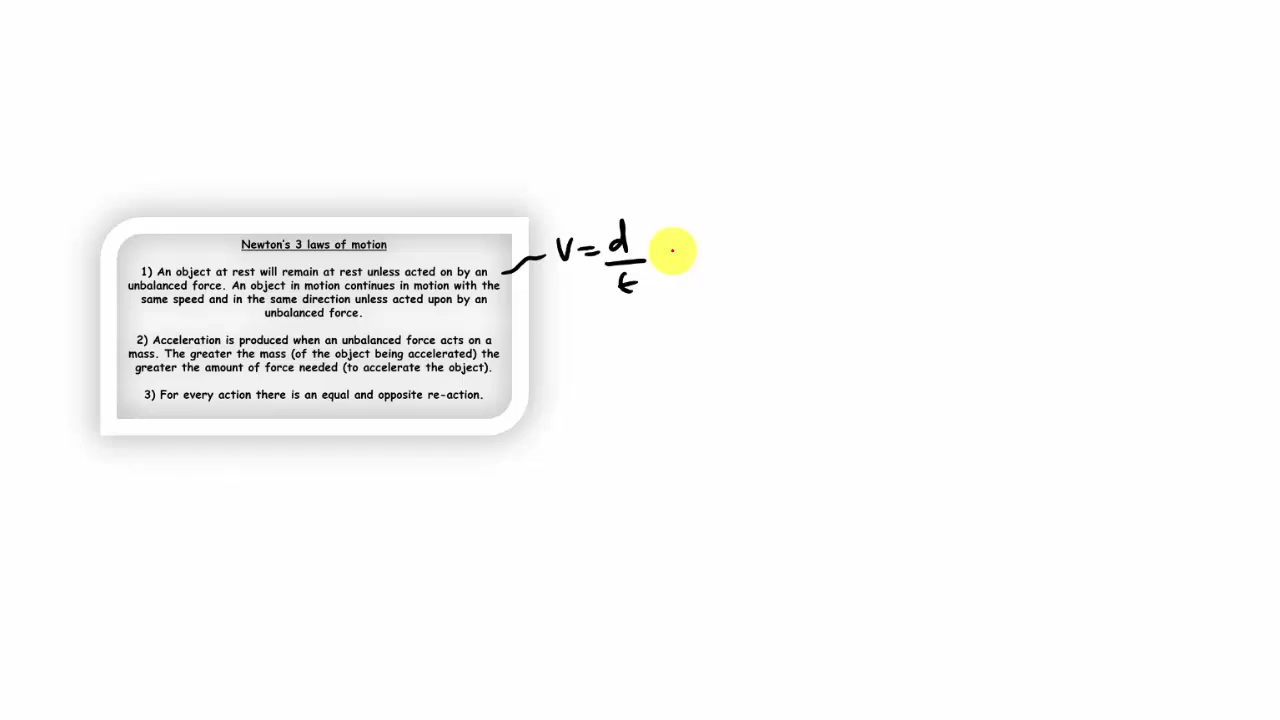 Newton's 3 laws of motion
1) An object at rest will remain at rest unless acted on by an
unbalanced force. An object in motion continues in motion with the
same speed and in the same direction unless acted upon by an
unbalanced force.
2) Acceleration is produced when an unbalanced force acts on a
mass. The greater the mass (of the object being accelerated) the
greater the amount of force needed (to accelerate the object).
3) For every action there is an equal and opposite re-action.
V = d
t